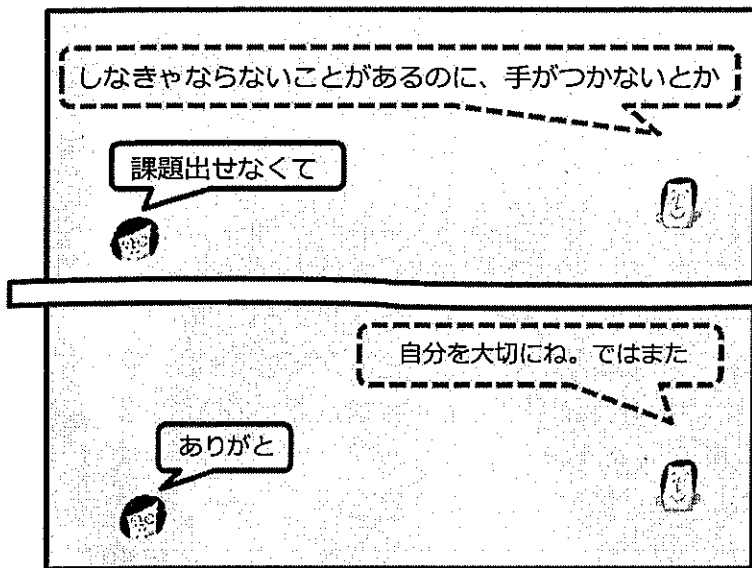 しなきゃならないことがあるのに、手がつかないとか
課題出せなくて
自分を大切にね。ではまた
ありがと